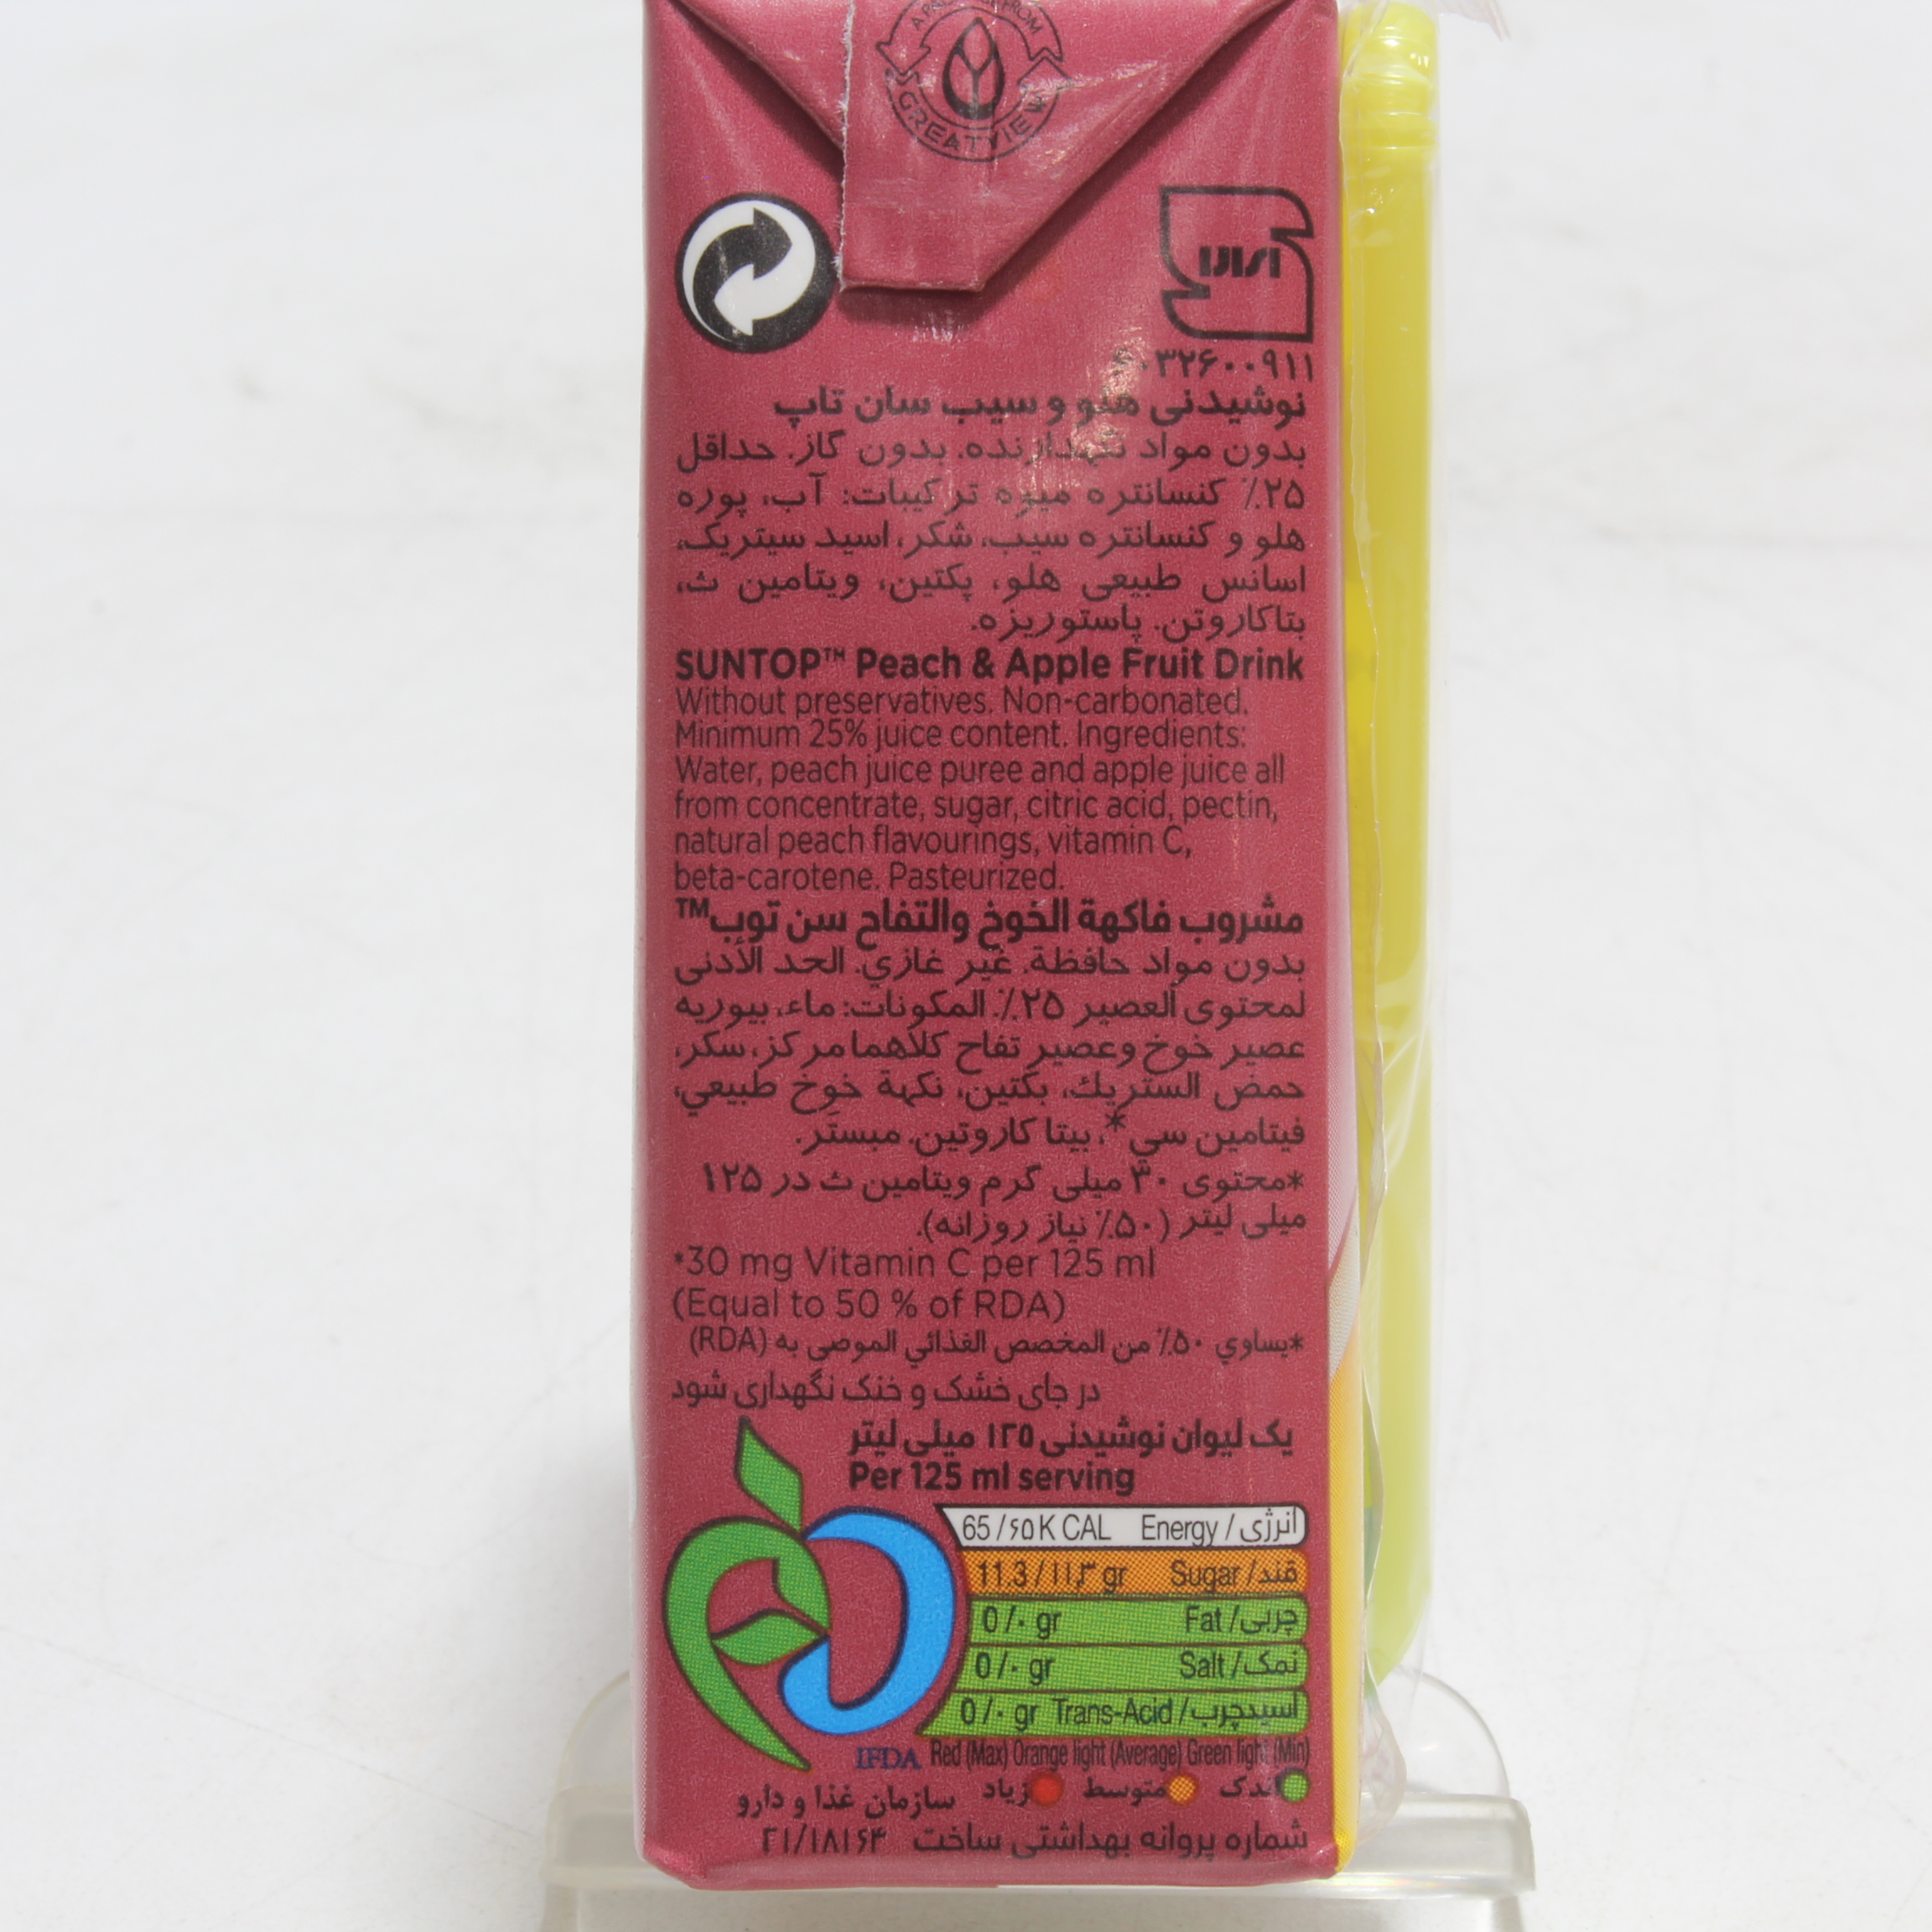 A PRODUCT FROM
GREATVIEW
۳۲۶۰۰۹۱۱
نوشیدنی هلو و سیب سان تاپ
بدون مواد نگهدارنده. بدون گاز. حداقل
۲۵٪ کنسانتره میوه ترکیبات: آب، پوره
هلو و کنسانتره سیب، شکر، اسید سیتریک،
اسانس طبیعی هلو، پکتین، ویتامین ث،
بتاکاروتن. پاستوریزه.
SUNTOP™ Peach & Apple Fruit Drink
Without preservatives. Non-carbonated.
Minimum 25% juice content. Ingredients:
Water, peach juice puree and apple juice all
from concentrate, sugar, citric acid, pectin,
natural peach flavourings, vitamin C,
beta-carotene. Pasteurized.
مشروب فاكهة الخوخ والتفاح سن توب™
بدون مواد حافظة. غير غازي. الحد الأدنى
لمحتوى العصير ۲۵٪. المكونات: ماء، بيوريه
عصير خوخ وعصير تفاح كلاهما مركز، سكر،
حمض الستريك، بكتين، نكهة خوخ طبيعي،
فيتامين سي*، بيتا كاروتين. مبستَر.
*محتوی ۳۰ میلی گرم ویتامین ث در ۱۲۵
میلی لیتر (۵۰٪ نیاز روزانه).
*30 mg Vitamin C per 125 ml
(Equal to 50 % of RDA)
*يساوي ۵۰٪ من المخصص الغذائي الموصى به (RDA)
در جای خشک و خنک نگهداری شود
یک لیوان نوشیدنی ۱۲۵ میلی لیتر
Per 125 ml serving
65 / ۶۵ K CAL Energy / انرژی
11.3 / ۱۱٫۳ gr Sugar / قند
0 / ۰ gr Fat / چربی
0 / ۰ gr Salt / نمک
0 / ۰ gr Trans-Acid / اسیدچرب
IFDA Red (Max) Orange light (Average) Green light (Min)
اندک متوسط زیاد
سازمان غذا و دارو
شماره پروانه بهداشتی ساخت ۲۱/۱۸۱۶۴